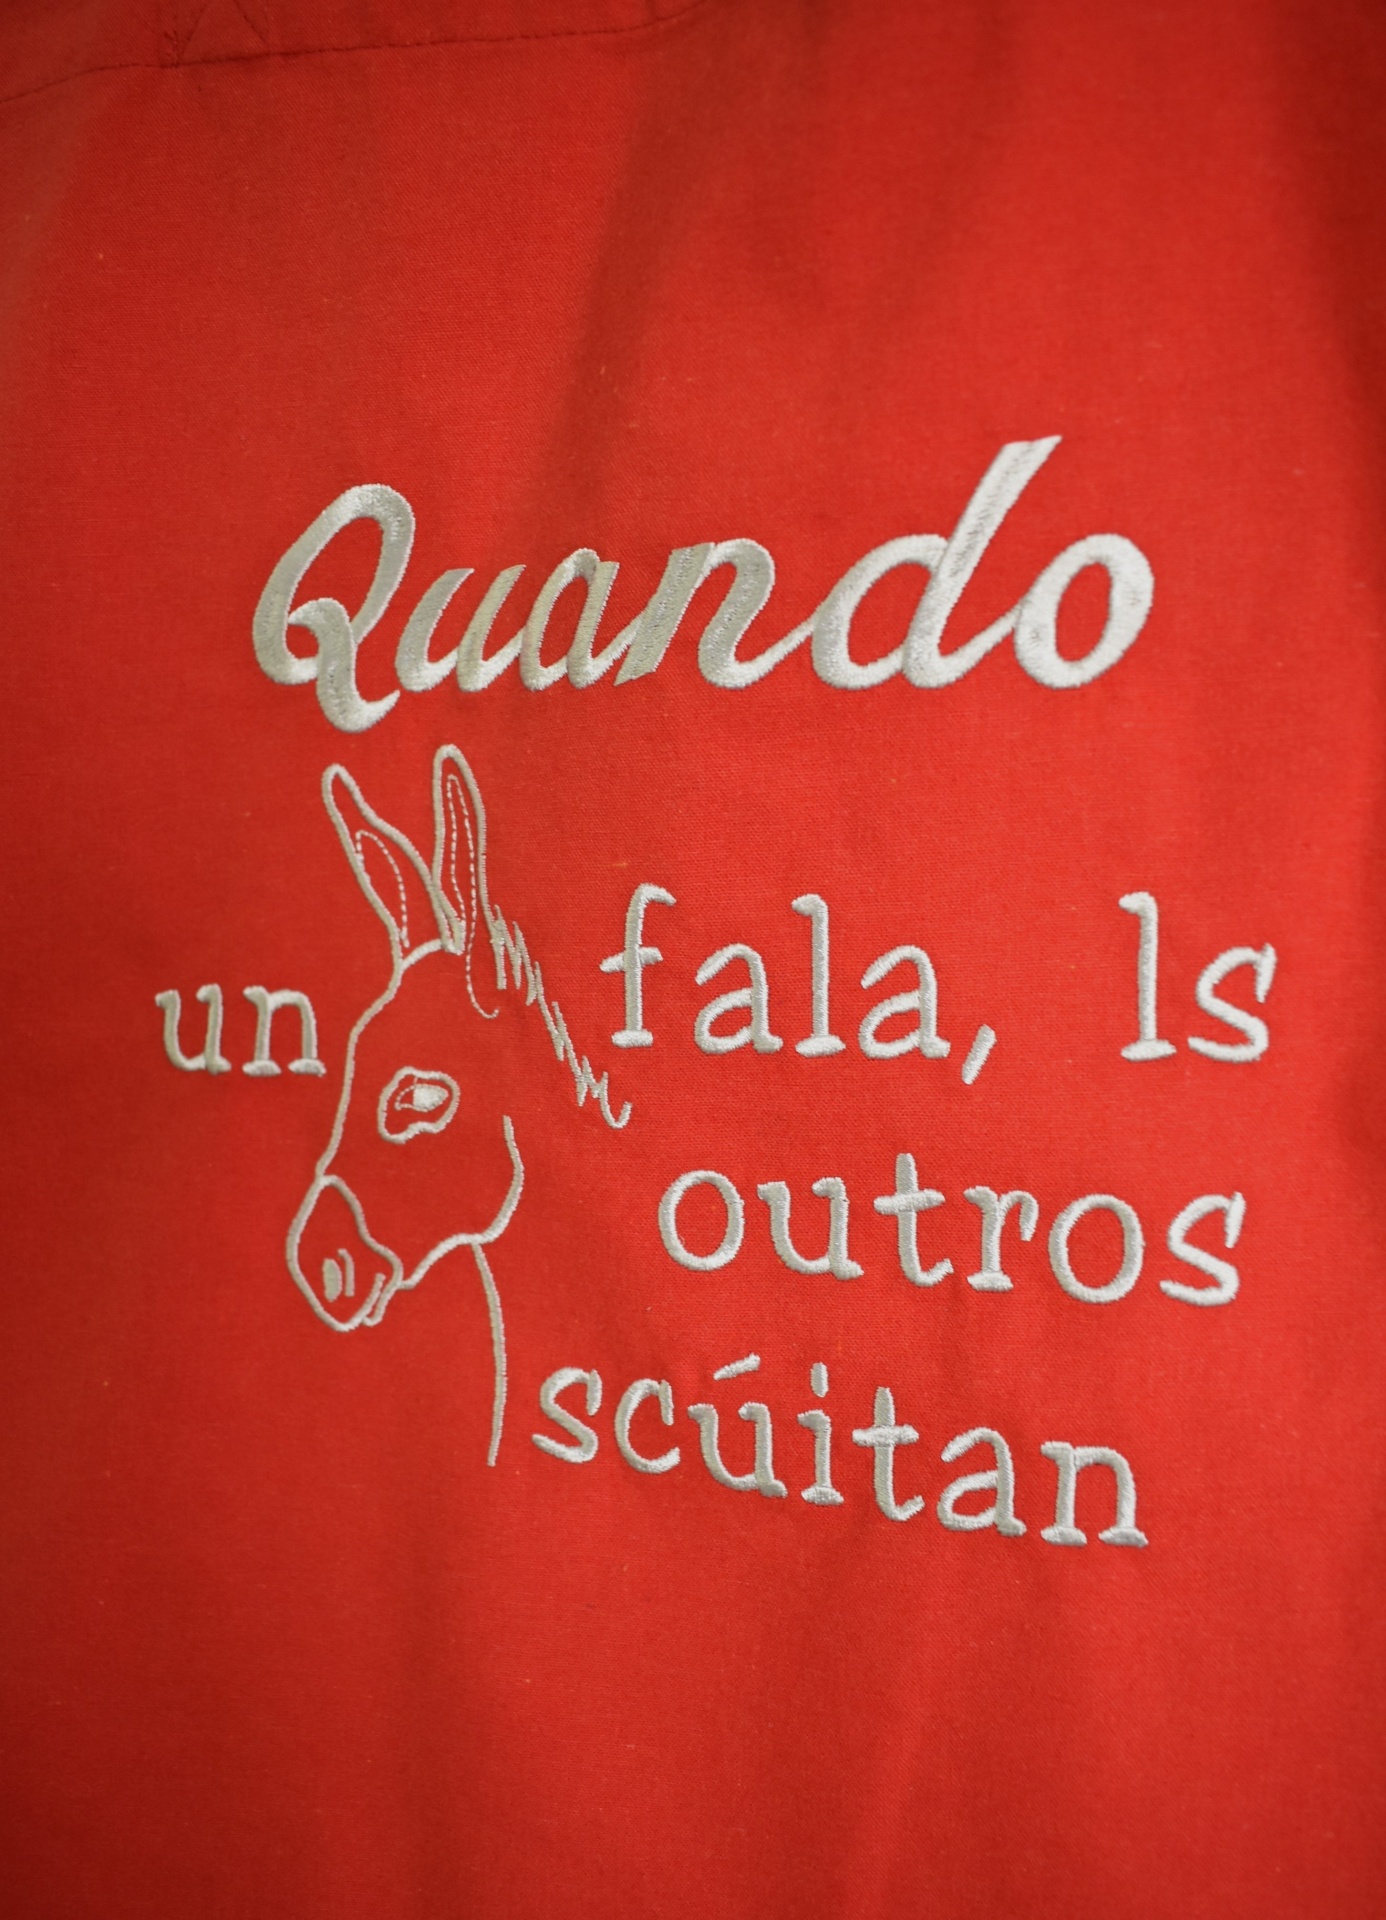 Quando
un fala, ls
outros
scúitan